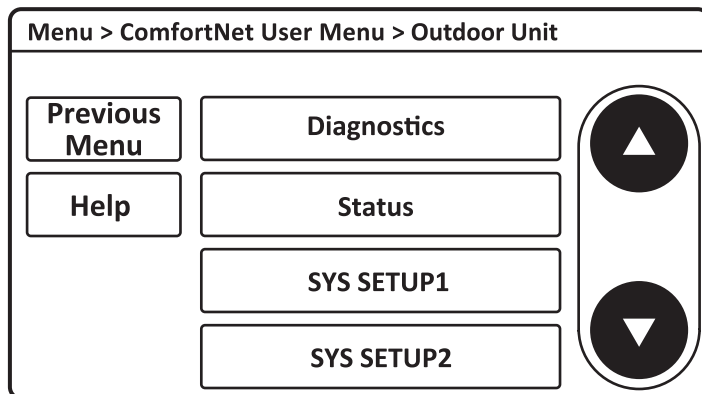 Menu > ComfortNet User Menu > Outdoor Unit
Previous
Menu
Help
Diagnostics
Status
SYS SETUP1
SYS SETUP2